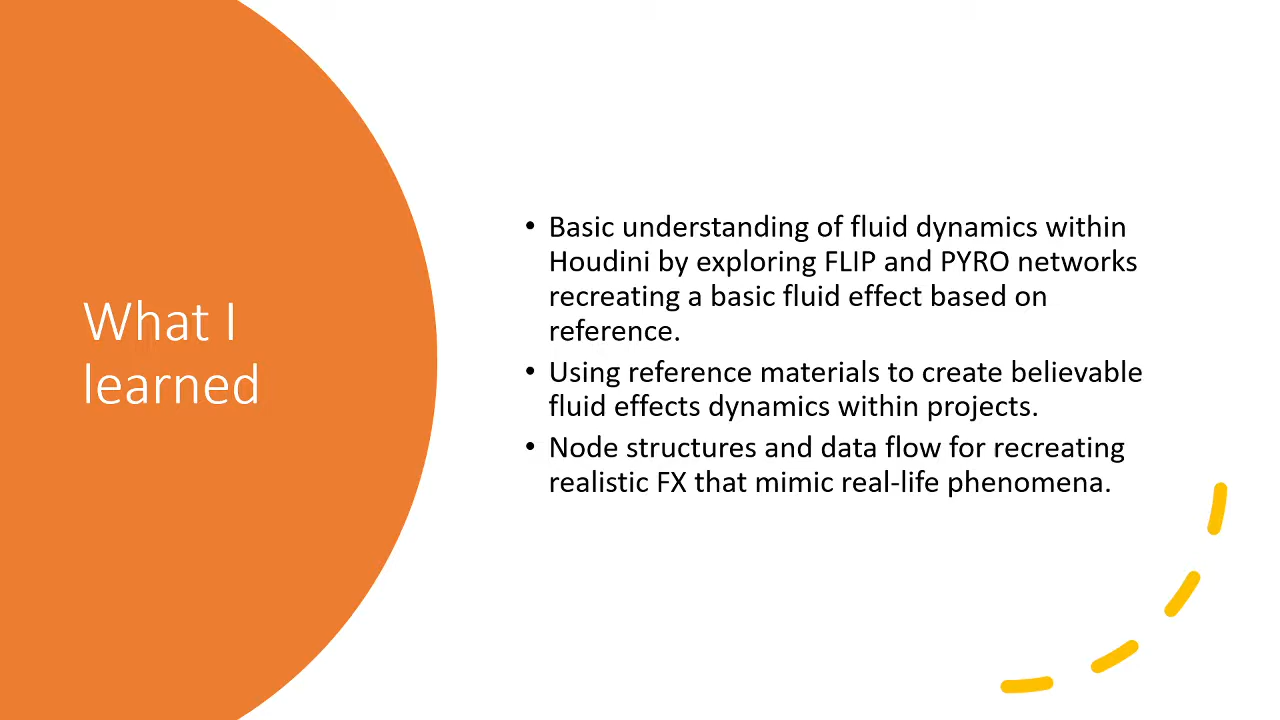 What I
learned
• Basic understanding of fluid dynamics within
Houdini by exploring FLIP and PYRO networks
recreating a basic fluid effect based on
reference.
• Using reference materials to create believable
fluid effects dynamics within projects.
• Node structures and data flow for recreating
realistic FX that mimic real-life phenomena.